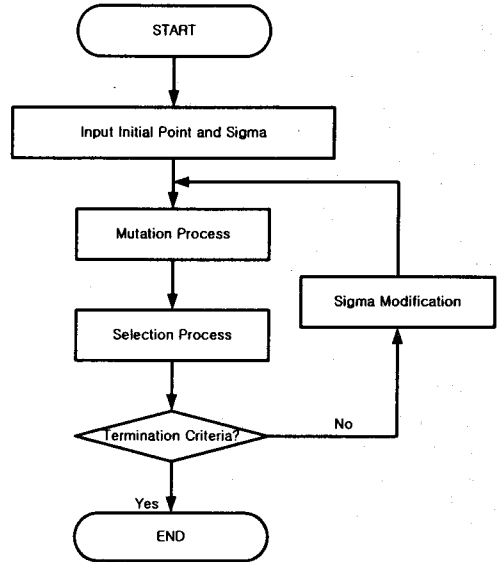 START
Input Initial Point and Sigma
Mutation Process
Sigma Modification
Selection Process
Termination Criteria?
No
Yes
END